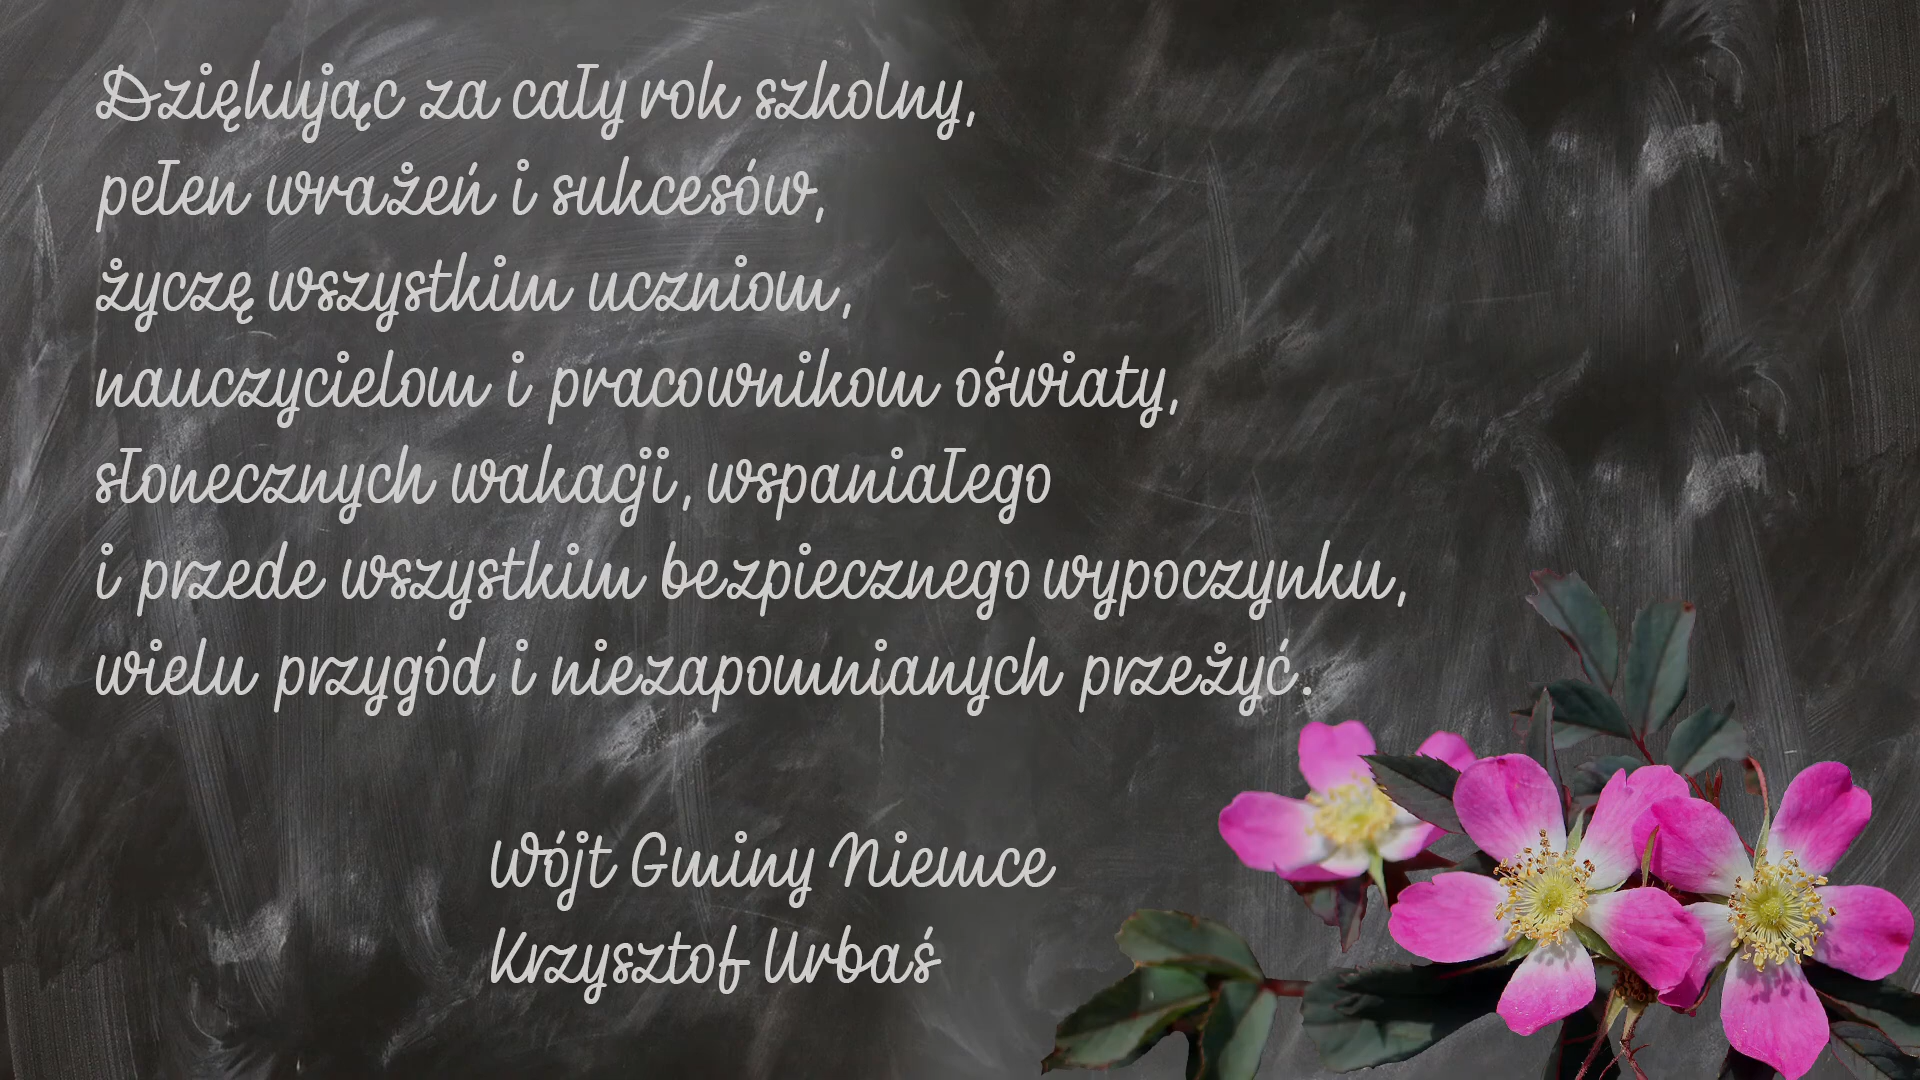 Dziękując za cały rok szkolny,
pełen wrażeń i sukcesów,
życzę wszystkim uczniom,
nauczycielom i pracownikom oświaty,
słonecznych wakacji, wspaniałego
i przede wszystkim bezpiecznego wypoczynku,
wielu przygód i niezapomnianych przeżyć.
Wójt Gminy Niemce
Krzysztof Urbaś